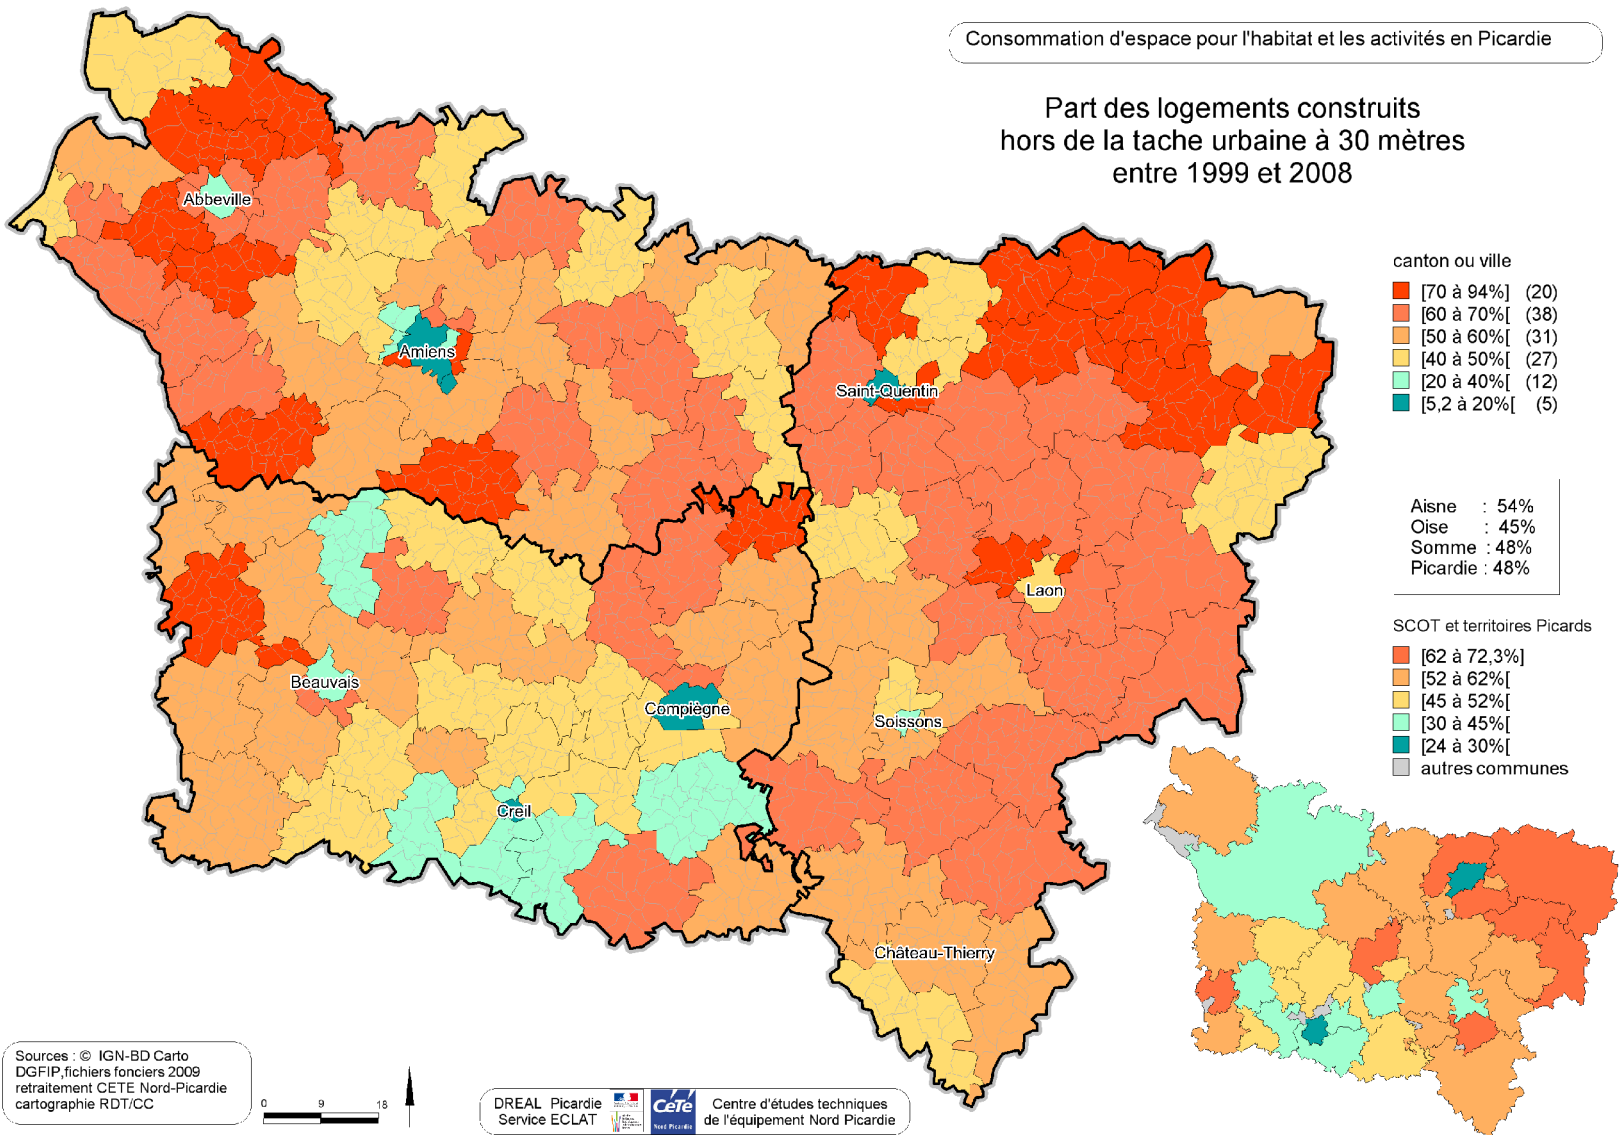 Consommation d'espace pour l'habitat et les activités en Picardie
Part des logements construits
hors de la tache urbaine à 30 mètres
entre 1999 et 2008
canton ou ville
[70 à 94%] (20)
[60 à 70%[ (38)
[50 à 60%[ (31)
[40 à 50%[ (27)
[20 à 40%[ (12)
[5,2 à 20%[ (5)
Aisne : 54%
Oise : 45%
Somme : 48%
Picardie : 48%
SCOT et territoires Picards
[62 à 72,3%]
[52 à 62%[
[45 à 52%[
[30 à 45%[
[24 à 30%[
autres communes
Abbeville
Amiens
Saint-Quentin
Laon
Beauvais
Compiègne
Soissons
Creil
Château-Thierry
Sources : © IGN-BD Carto
DGFIP,fichiers fonciers 2009
retraitement CETE Nord-Picardie
cartographie RDT/CC
0 9 18
DREAL Picardie
Service ECLAT
CeTe
Nord Picardie
Centre d'études techniques
de l'équipement Nord Picardie